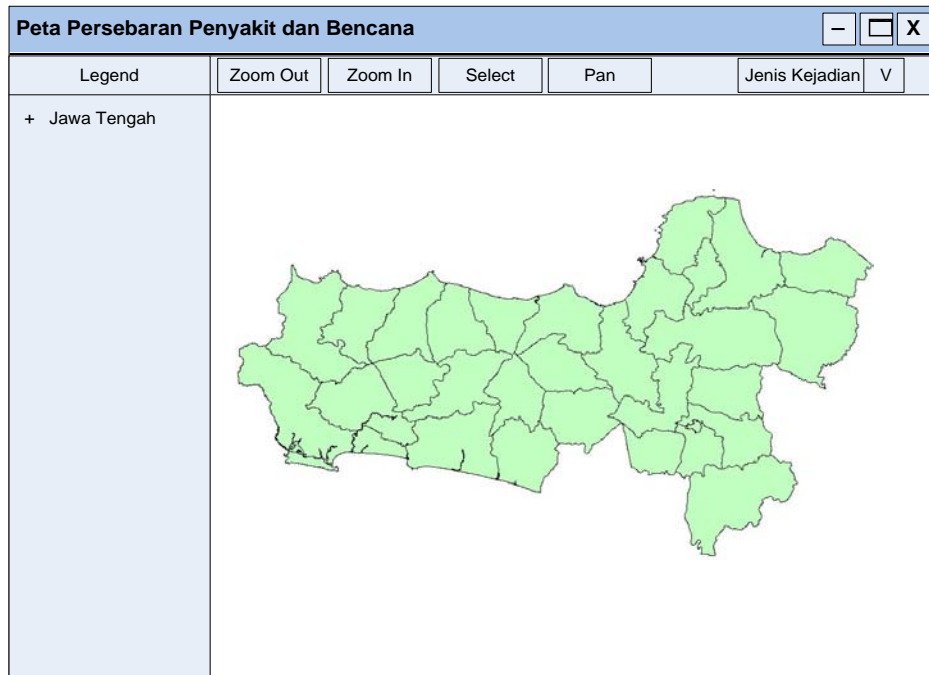 Peta Persebaran Penyakit dan Bencana – X
Legend Zoom Out Zoom In Select Pan Jenis Kejadian V
+ Jawa Tengah